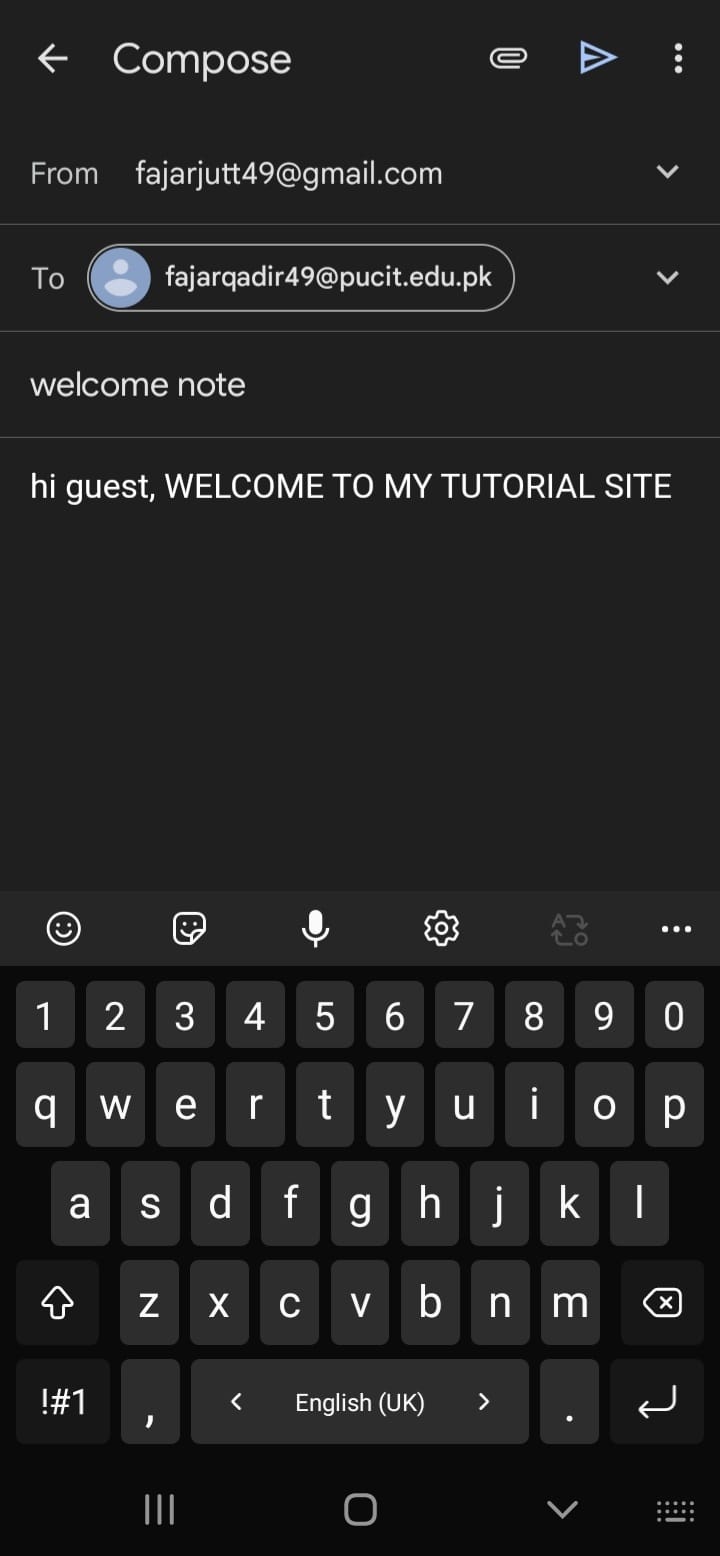 Compose
From fajarjutt49@gmail.com
To fajarqadir49@pucit.edu.pk
welcome note
hi guest, WELCOME TO MY TUTORIAL SITE
1 2 3 4 5 6 7 8 9 0
q w e r t y u i o p
a s d f g h j k l
z x c v b n m
!#1 , < English (UK) > .